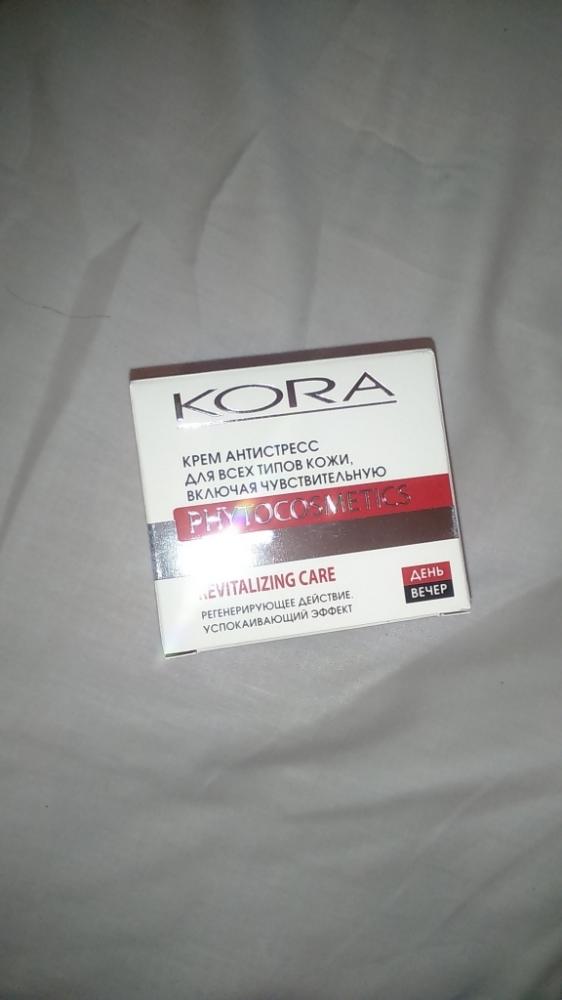 KORA
КРЕМ АНТИСТРЕСС
ДЛЯ ВСЕХ ТИПОВ КОЖИ,
ВКЛЮЧАЯ ЧУВСТВИТЕЛЬНУЮ
PHYTOCOSMETICS
REVITALIZING CARE
РЕГЕНЕРИРУЮЩЕЕ ДЕЙСТВИЕ.
УСПОКАИВАЮЩИЙ ЭФФЕКТ
ДЕНЬ
ВЕЧЕР